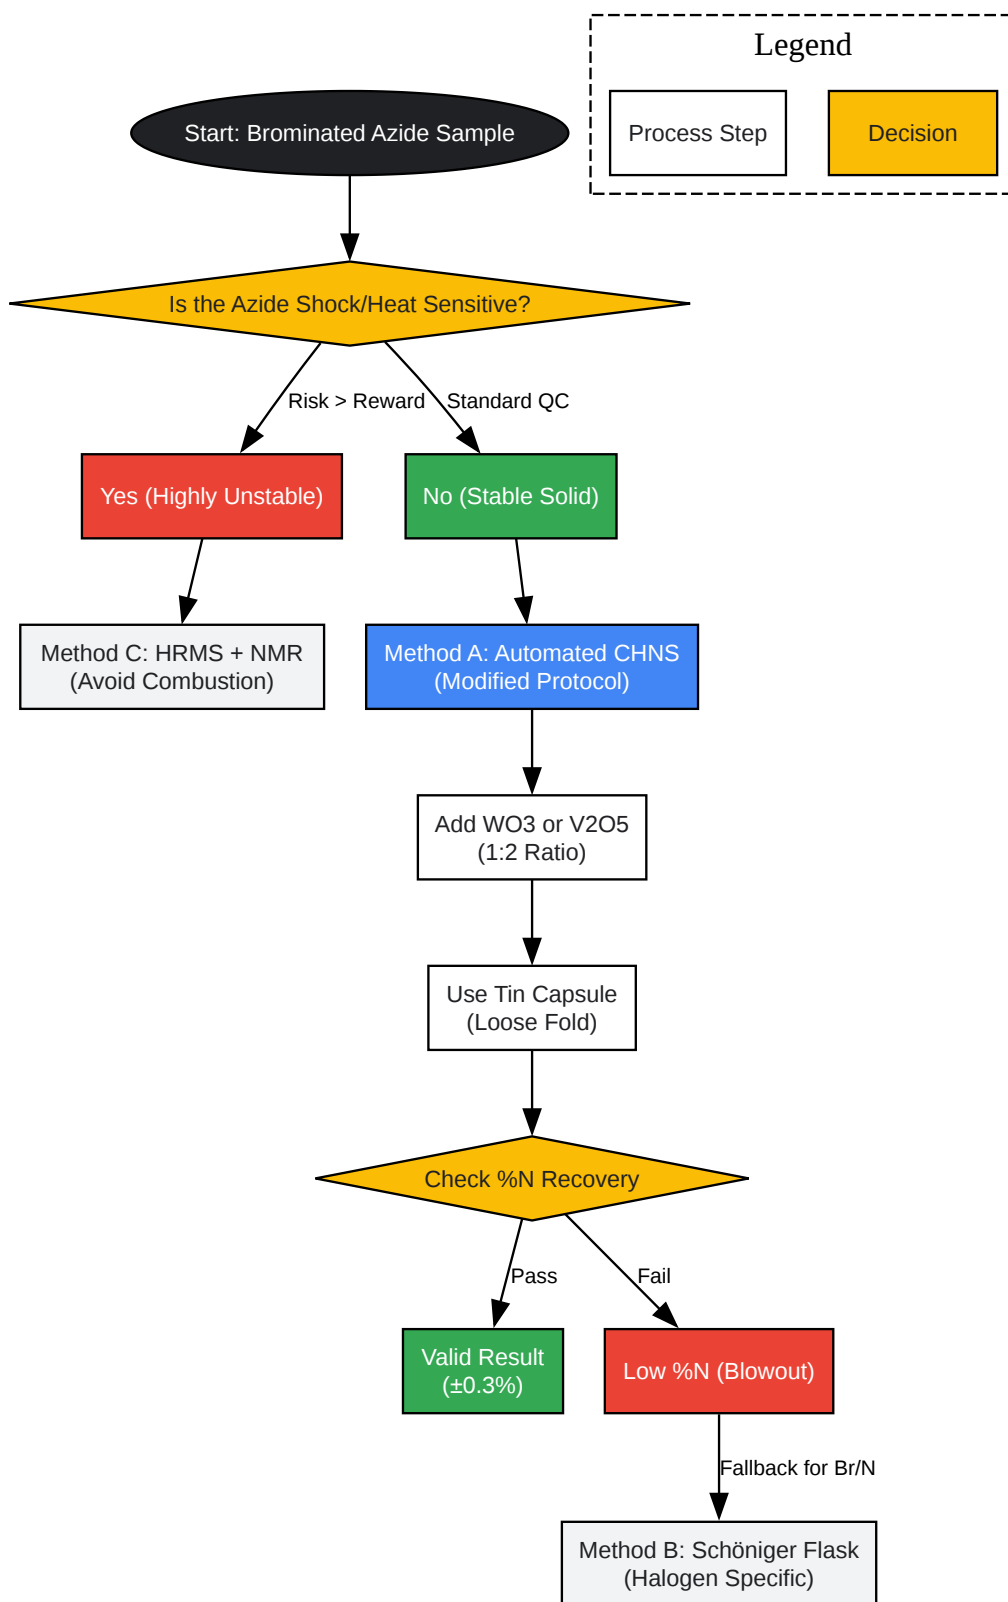 Legend
Process Step
Decision
Start: Brominated Azide Sample
Is the Azide Shock/Heat Sensitive?
Risk > Reward
Standard QC
Yes (Highly Unstable)
No (Stable Solid)
Method C: HRMS + NMR
(Avoid Combustion)
Method A: Automated CHNS
(Modified Protocol)
Add WO3 or V2O5
(1:2 Ratio)
Use Tin Capsule
(Loose Fold)
Check %N Recovery
Pass
Fail
Valid Result
(±0.3%)
Low %N (Blowout)
Fallback for Br/N
Method B: Schöniger Flask
(Halogen Specific)